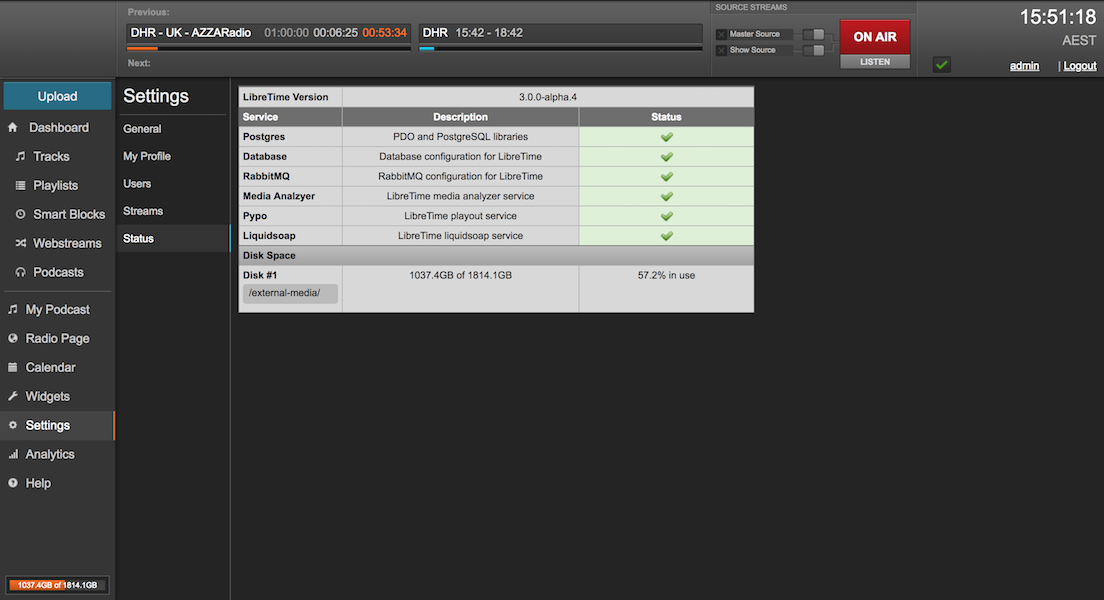 Previous:
DHR - UK - AZZARadio 01:00:00 00:06:25 00:53:34
DHR 15:42 - 18:42
Next:
SOURCE STREAMS
Master Source
Show Source
ON AIR
LISTEN
15:51:18
AEST
admin | Logout
Upload
Dashboard
Tracks
Playlists
Smart Blocks
Webstreams
Podcasts
My Podcast
Radio Page
Calendar
Widgets
Settings
Analytics
Help
1037.4GB of 1814.1GB
Settings
General
My Profile
Users
Streams
Status
LibreTime Version 3.0.0-alpha.4
Service Description Status
Postgres PDO and PostgreSQL libraries
Database Database configuration for LibreTime
RabbitMQ RabbitMQ configuration for LibreTime
Media Analzyer LibreTime media analyzer service
Pypo LibreTime playout service
Liquidsoap LibreTime liquidsoap service
Disk Space
Disk #1 1037.4GB of 1814.1GB 57.2% in use
/external-media/